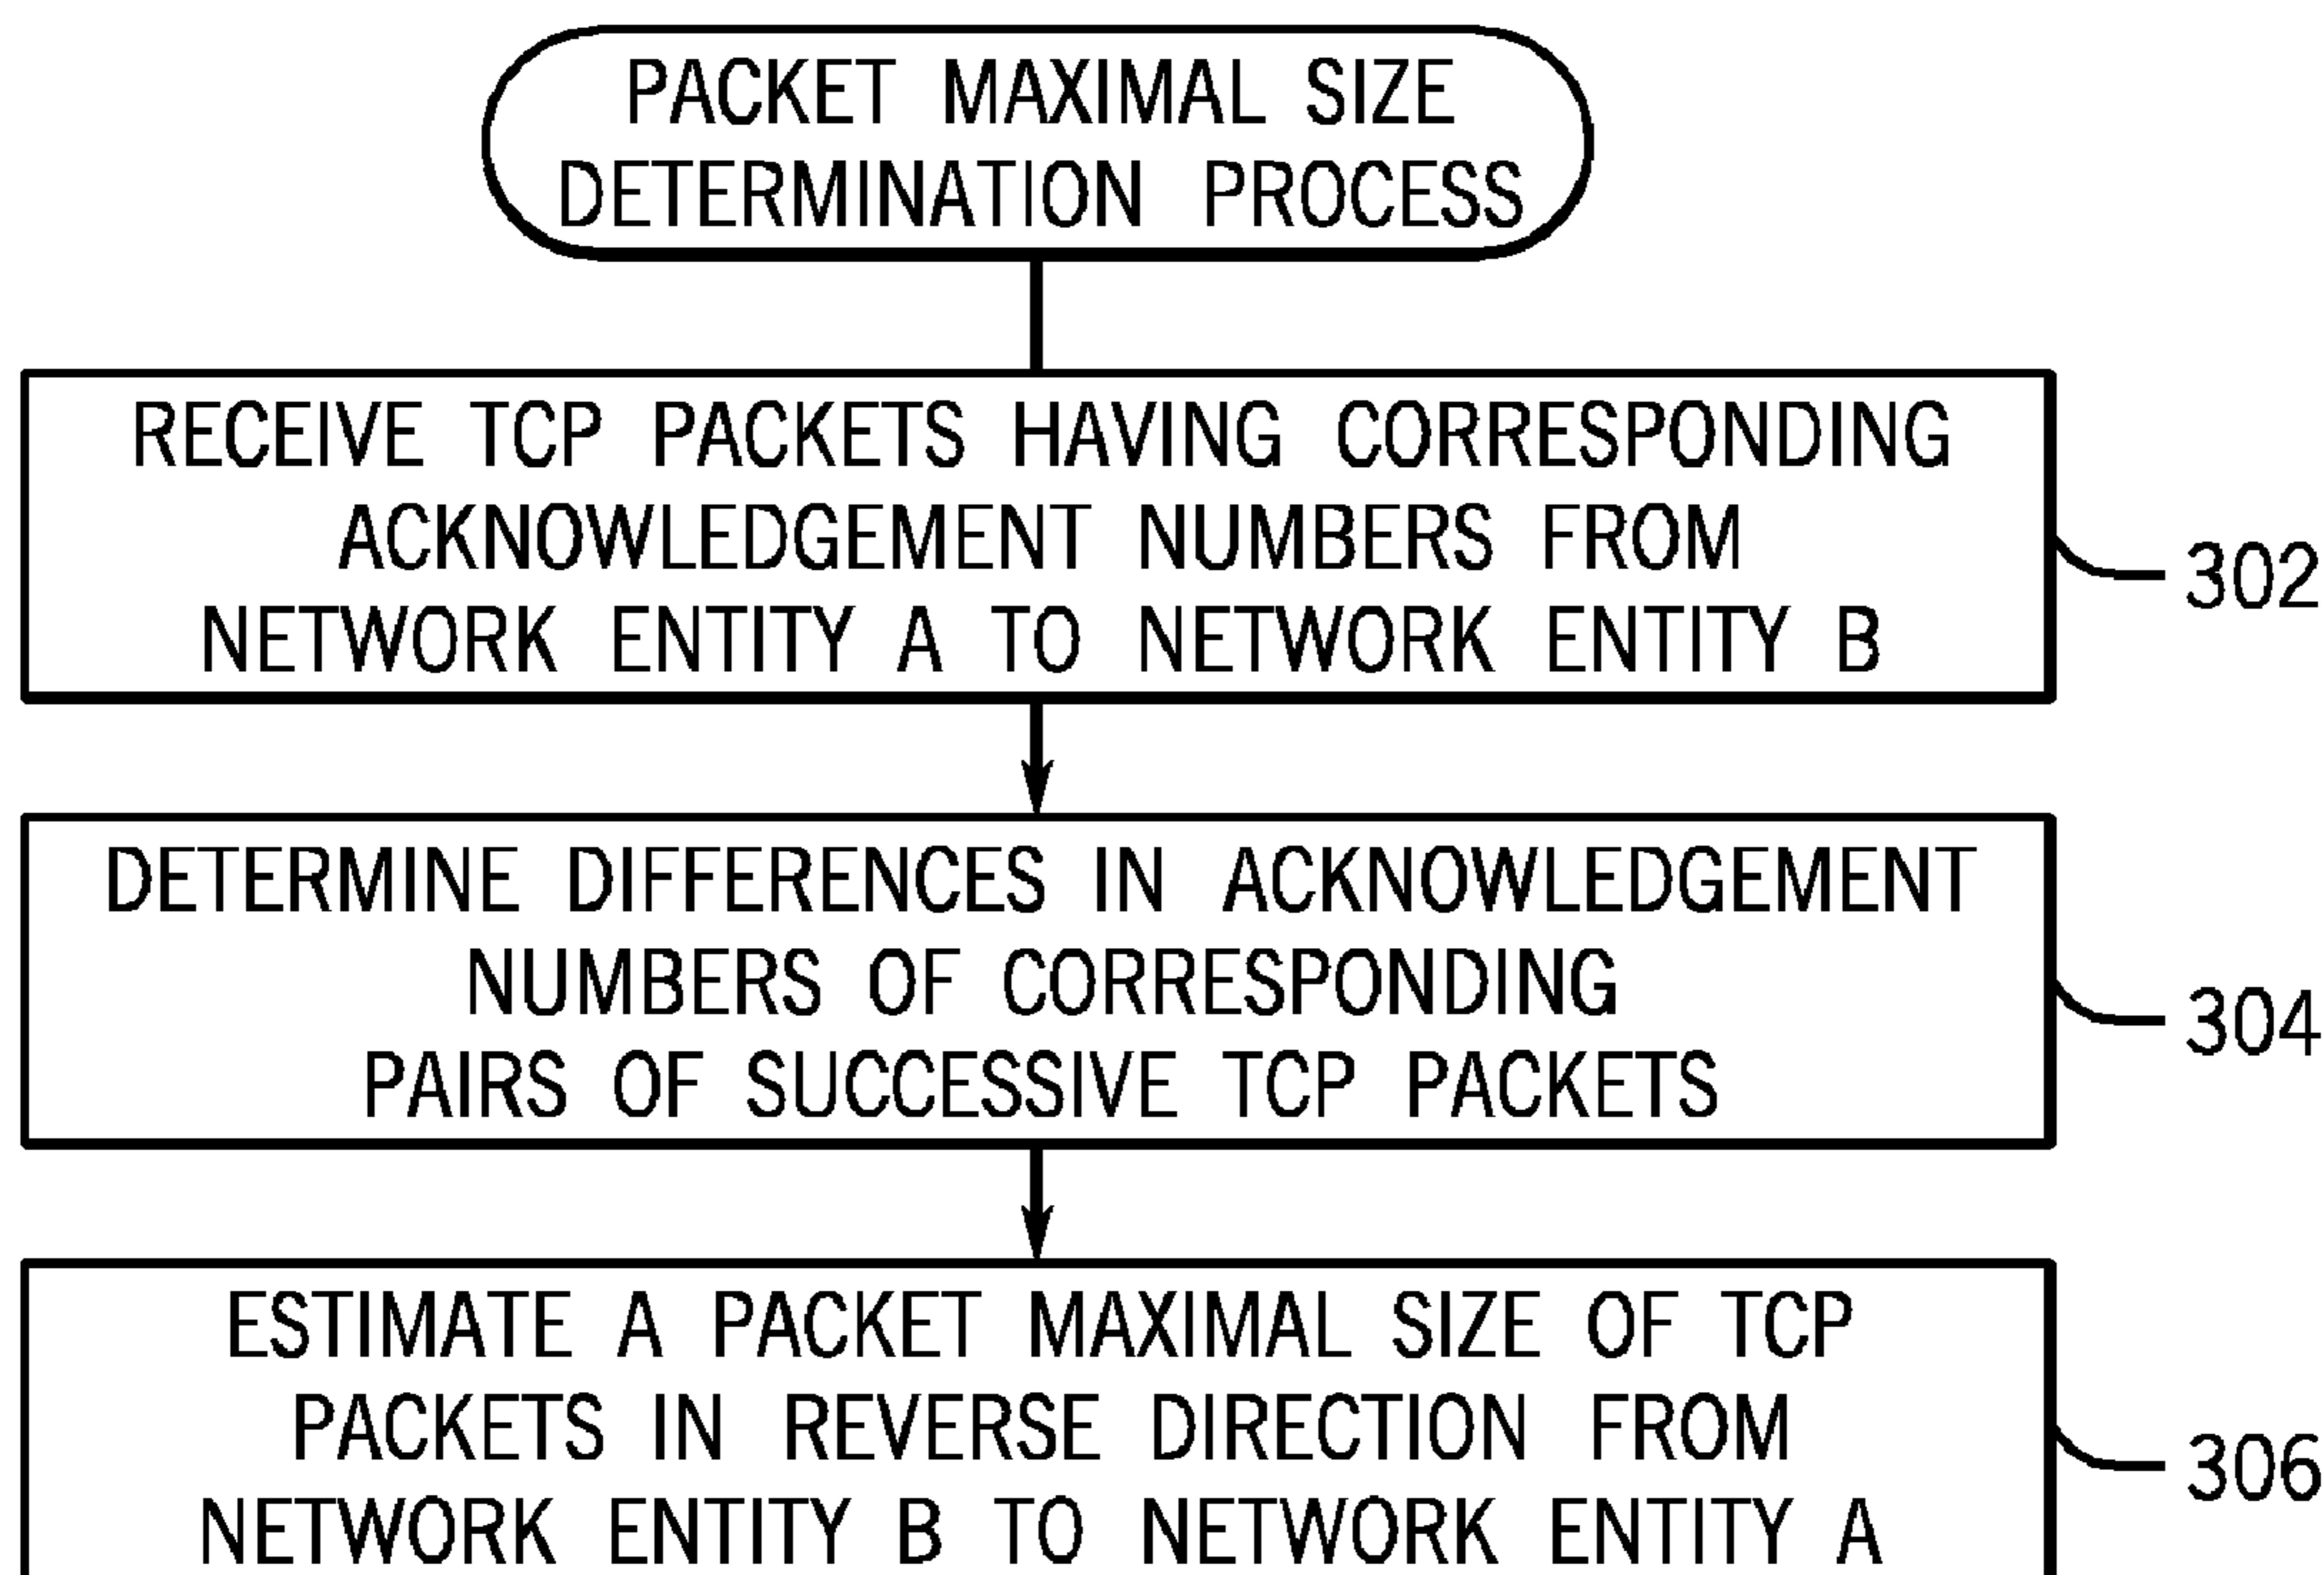 PACKET MAXIMAL SIZE
DETERMINATION PROCESS
RECEIVE TCP PACKETS HAVING CORRESPONDING
ACKNOWLEDGEMENT NUMBERS FROM
NETWORK ENTITY A TO NETWORK ENTITY B
302
DETERMINE DIFFERENCES IN ACKNOWLEDGEMENT
NUMBERS OF CORRESPONDING
PAIRS OF SUCCESSIVE TCP PACKETS
304
ESTIMATE A PACKET MAXIMAL SIZE OF TCP
PACKETS IN REVERSE DIRECTION FROM
NETWORK ENTITY B TO NETWORK ENTITY A
306